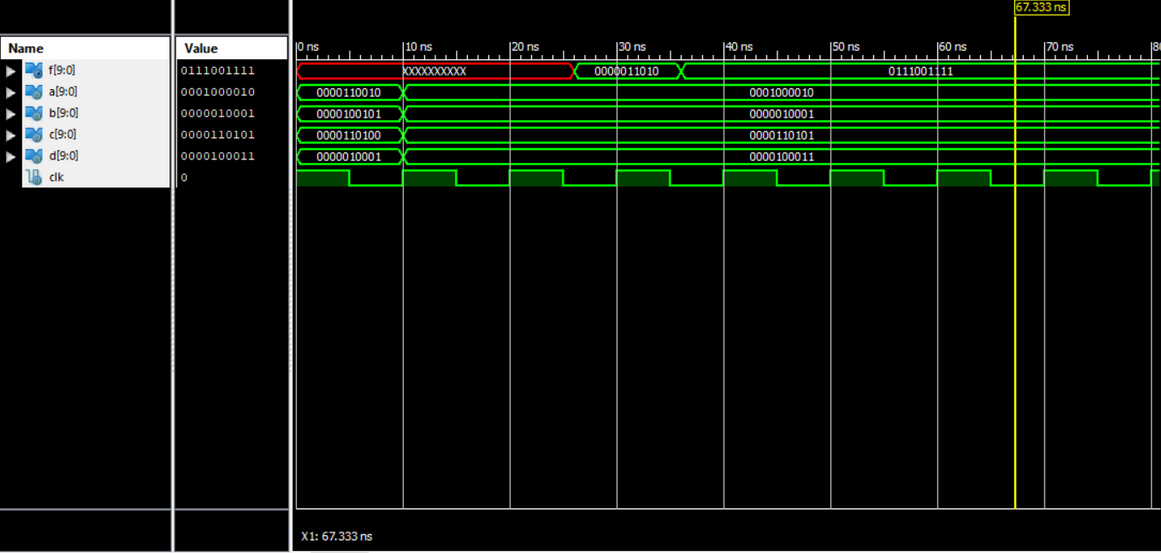 67.333 ns
Name Value 0 ns 10 ns 20 ns 30 ns 40 ns 50 ns 60 ns 70 ns 80
f[9:0] 0111001111 XXXXXXXXXX 0000011010 0111001111
a[9:0] 0001000010 0000110010 0001000010
b[9:0] 0000010001 0000100101 0000010001
c[9:0] 0000110101 0000110100 0000110101
d[9:0] 0000100011 0000010001 0000100011
clk 0
X1: 67.333 ns